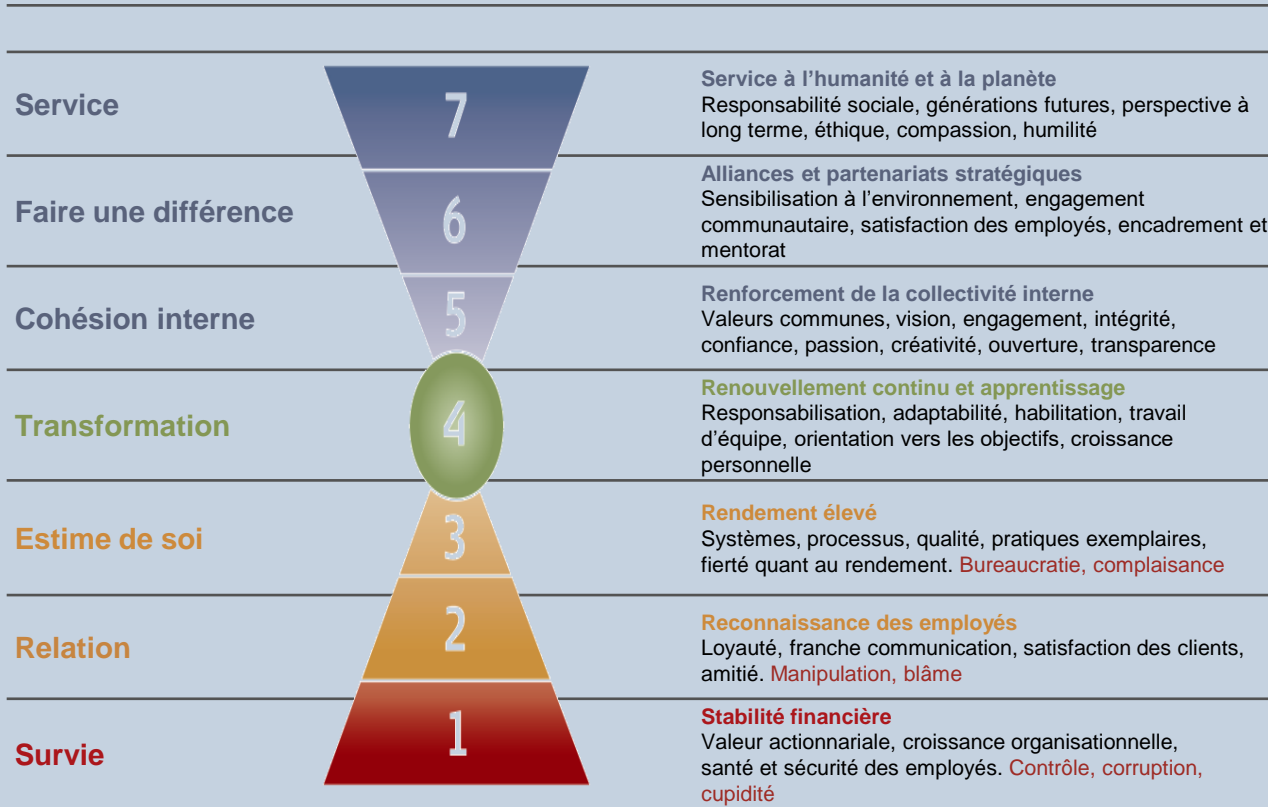 Service
7
Service à l’humanité et à la planète
Responsabilité sociale, générations futures, perspective à
long terme, éthique, compassion, humilité
Faire une différence
6
Alliances et partenariats stratégiques
Sensibilisation à l’environnement, engagement
communautaire, satisfaction des employés, encadrement et
mentorat
Cohésion interne
5
Renforcement de la collectivité interne
Valeurs communes, vision, engagement, intégrité,
confiance, passion, créativité, ouverture, transparence
Transformation
4
Renouvellement continu et apprentissage
Responsabilisation, adaptabilité, habilitation, travail
d’équipe, orientation vers les objectifs, croissance
personnelle
Estime de soi
3
Rendement élevé
Systèmes, processus, qualité, pratiques exemplaires,
fierté quant au rendement. Bureaucratie, complaisance
Relation
2
Reconnaissance des employés
Loyauté, franche communication, satisfaction des clients,
amitié. Manipulation, blâme
Survie
1
Stabilité financière
Valeur actionnariale, croissance organisationnelle,
santé et sécurité des employés. Contrôle, corruption,
cupidité